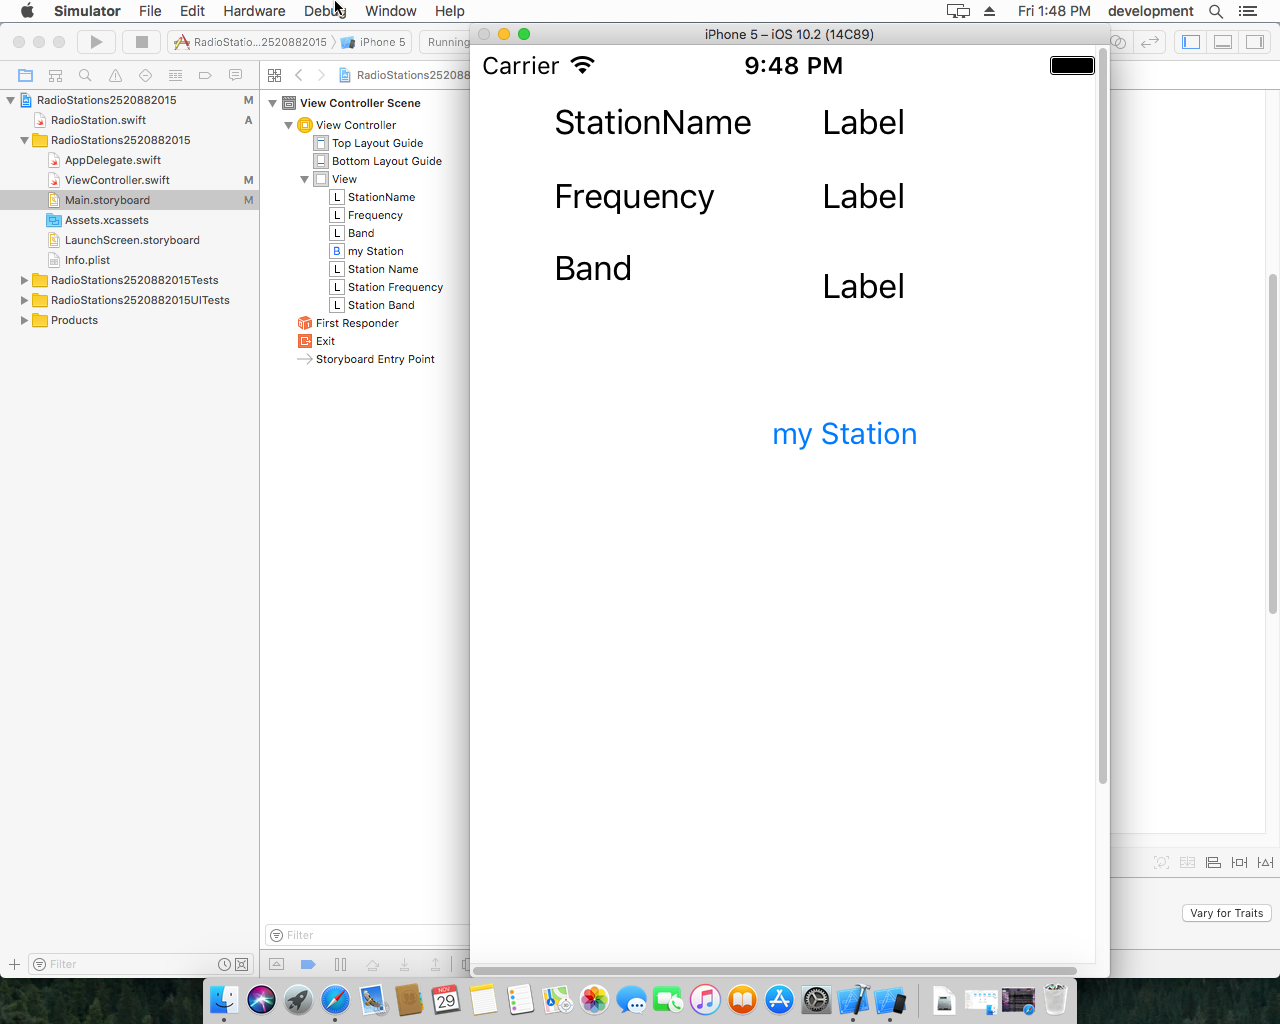 Simulator File Edit Hardware Debug Window Help Fri 1:48 PM development
RadioStatio...2520882015 iPhone 5 Running
iPhone 5 – iOS 10.2 (14C89)
RadioStations25208820
RadioStations2520882015 M
RadioStation.swift A
RadioStations2520882015
AppDelegate.swift
ViewController.swift M
Main.storyboard M
Assets.xcassets
LaunchScreen.storyboard
Info.plist
RadioStations2520882015Tests
RadioStations2520882015UITests
Products
Filter
View Controller Scene
View Controller
Top Layout Guide
Bottom Layout Guide
View
L StationName
L Frequency
L Band
B my Station
L Station Name
L Station Frequency
L Station Band
First Responder
Exit
Storyboard Entry Point
Filter
Carrier 9:48 PM
StationName Label
Frequency Label
Band
Label
my Station
Vary for Traits
NOV
29